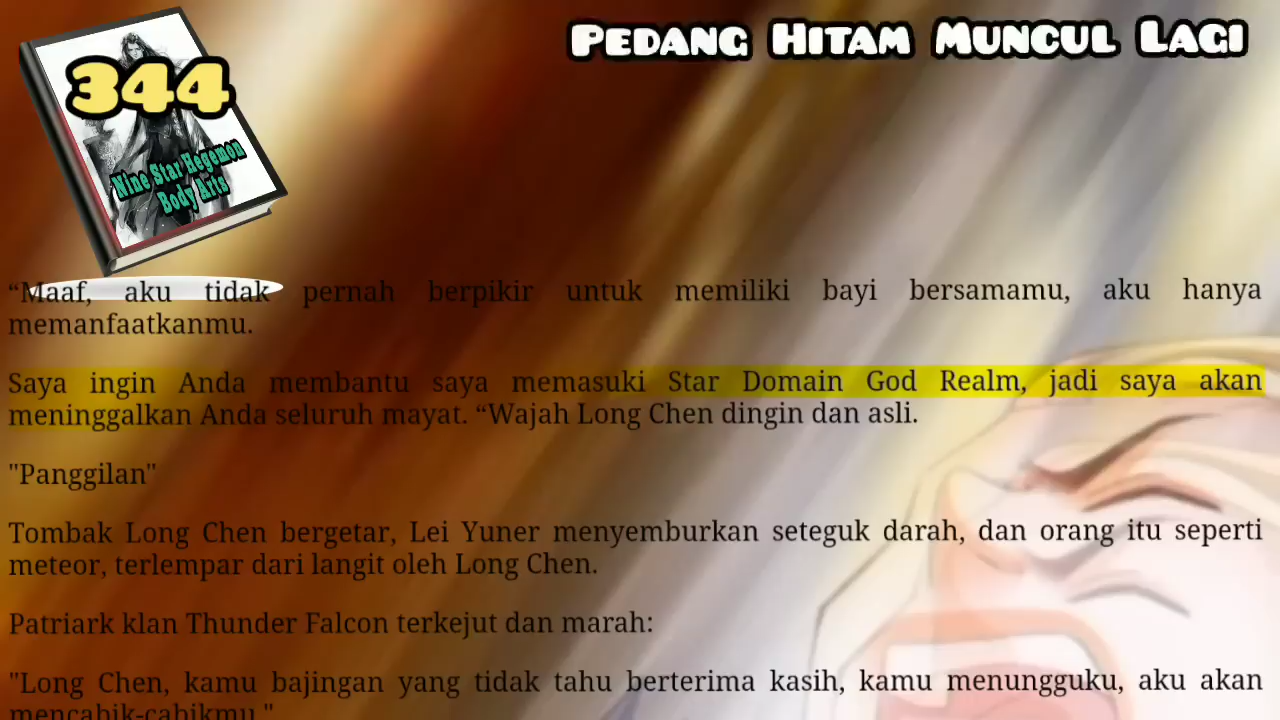 PEDANG HITAM MUNCUL LAGI
344
Nine Star Hegemon
Body Arts
“Maaf, aku tidak pernah berpikir untuk memiliki bayi bersamamu, aku hanya
memanfaatkanmu.
Saya ingin Anda membantu saya memasuki Star Domain God Realm, jadi saya akan
meninggalkan Anda seluruh mayat. “Wajah Long Chen dingin dan asli.
"Panggilan"
Tombak Long Chen bergetar, Lei Yuner menyemburkan seteguk darah, dan orang itu seperti
meteor, terlempar dari langit oleh Long Chen.
Patriark klan Thunder Falcon terkejut dan marah:
"Long Chen, kamu bajingan yang tidak tahu berterima kasih, kamu menungguku, aku akan
mencabik-cabikmu."